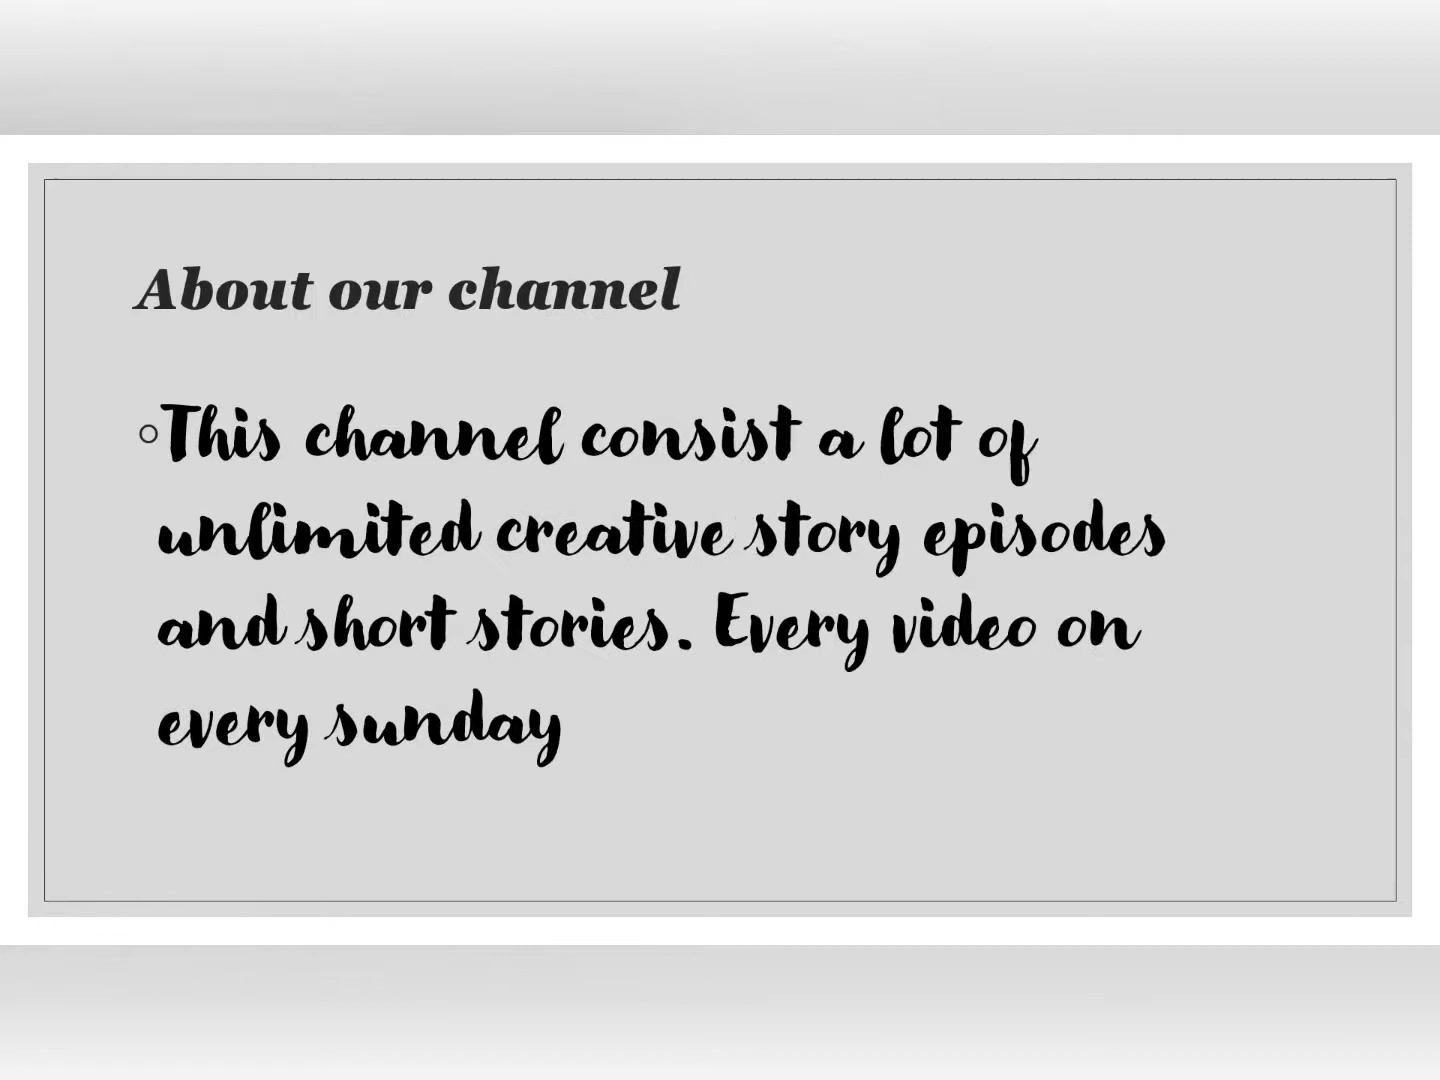 About our channel
This channel consist a lot of
unlimited creative story episodes
and short stories. Every video on
every sunday